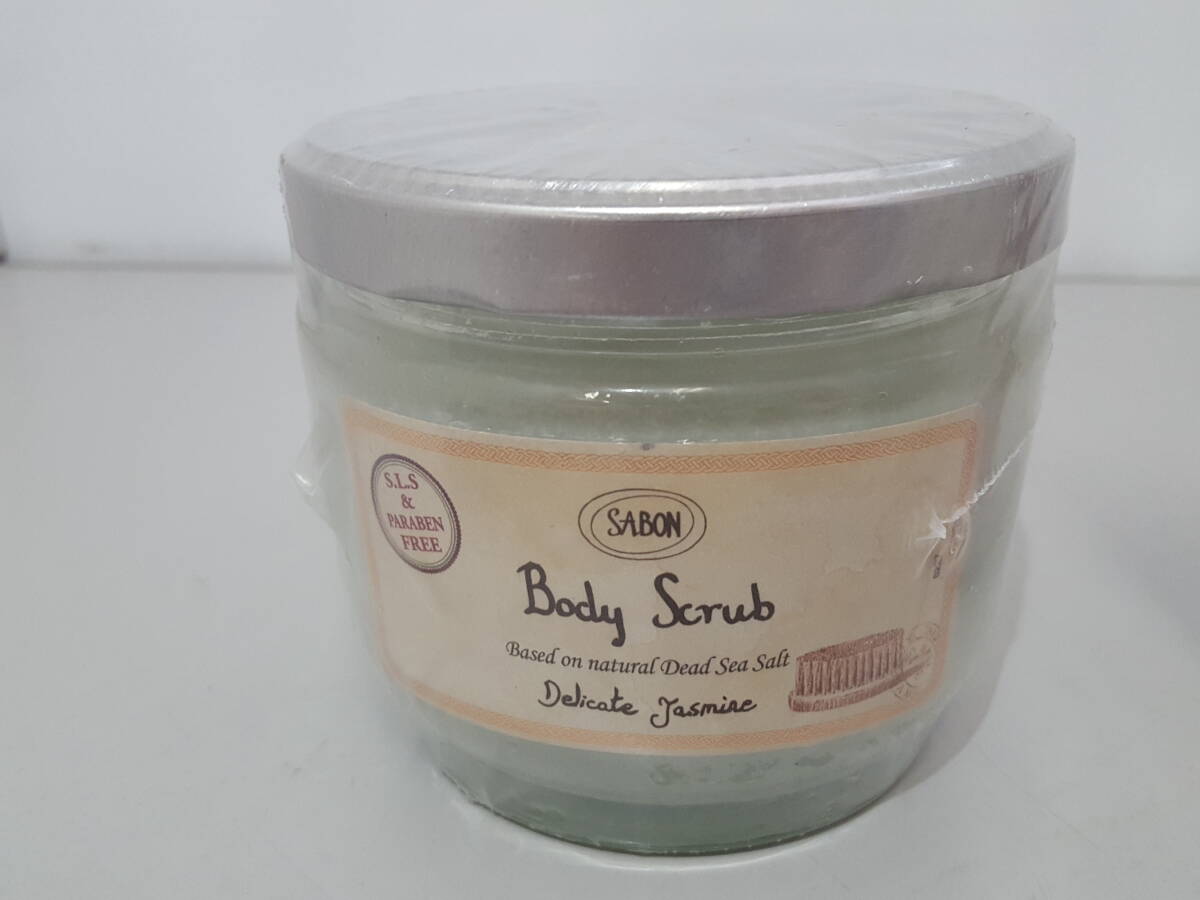 S.L.S
&
PARABEN
FREE
SABON
Body Scrub
Based on natural Dead Sea Salt
Delicate Jasmine